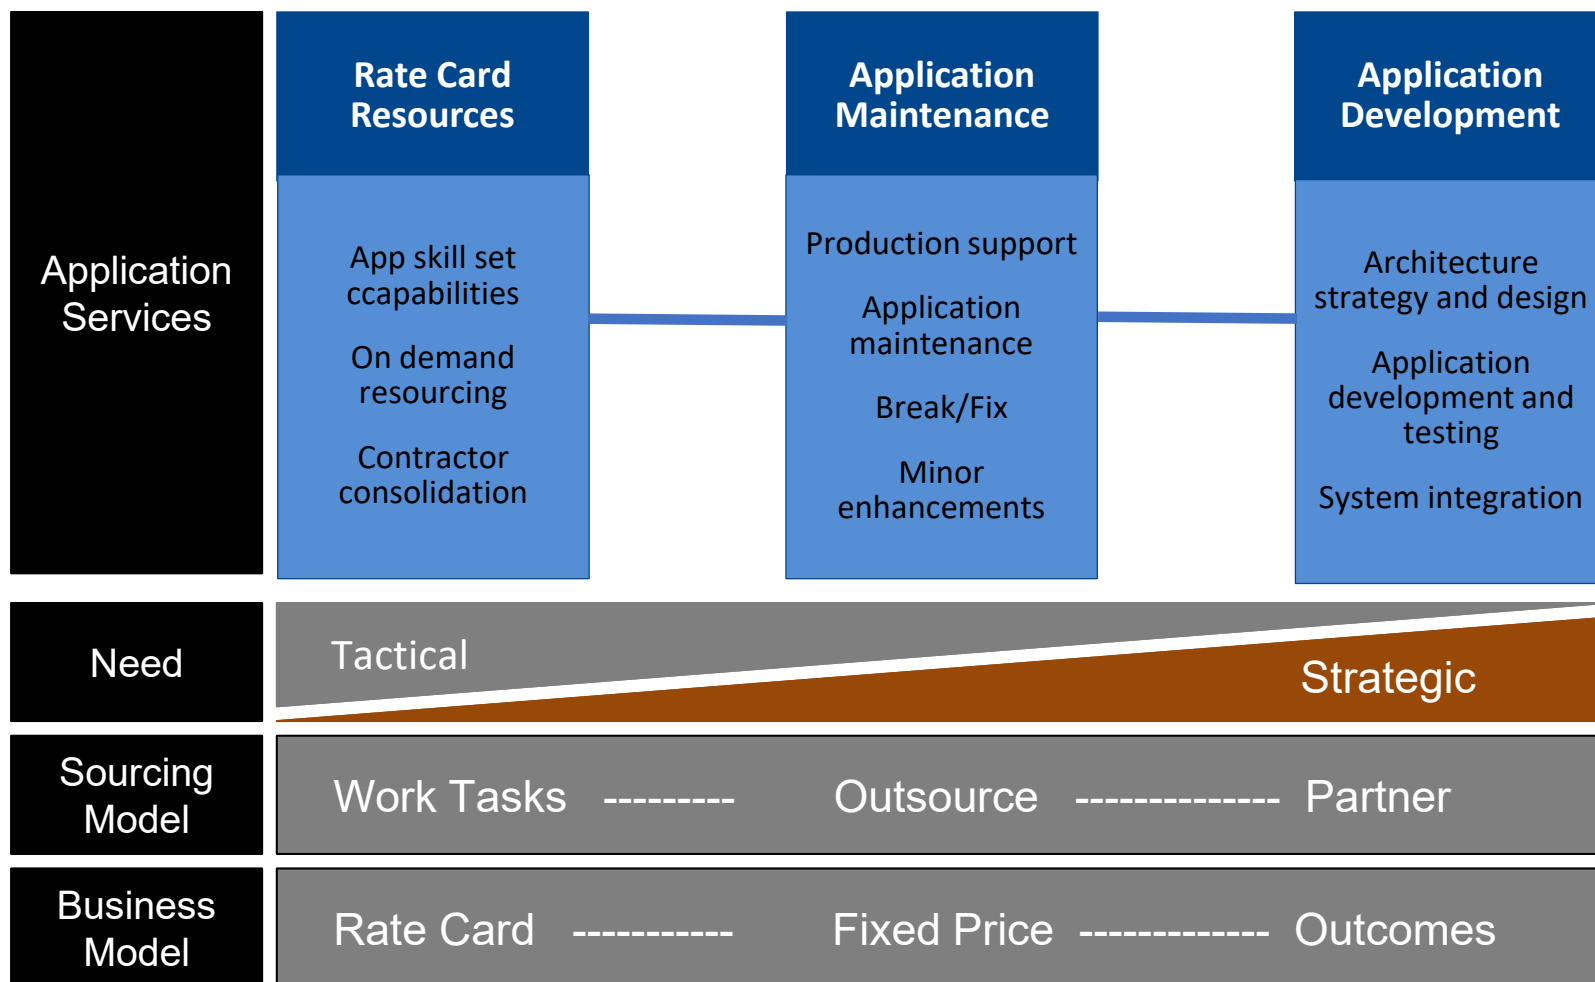 Application
Services
Rate Card
Resources
App skill set
ccapabilities
On demand
resourcing
Contractor
consolidation
Application
Maintenance
Production support
Application
maintenance
Break/Fix
Minor
enhancements
Application
Development
Architecture
strategy and design
Application
development and
testing
System integration
Need
Tactical
Strategic
Sourcing
Model
Work Tasks --------- Outsource -------------- Partner
Business
Model
Rate Card ----------- Fixed Price ------------- Outcomes